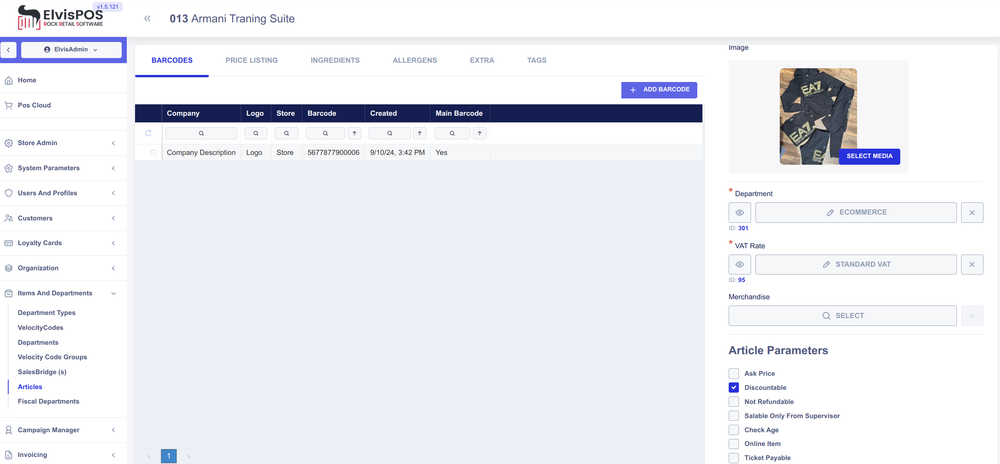 v1.5.121
ElvisPOS
ROCK RETAIL SOFTWARE
013 Armani Traning Suite
ElvisAdmin
Home
Pos Cloud
Store Admin
System Parameters
Users And Profiles
Customers
Loyalty Cards
Organization
Items And Departments
Department Types
VelocityCodes
Departments
Velocity Code Groups
SalesBridge (s)
Articles
Fiscal Departments
Campaign Manager
Invoicing
BARCODES PRICE LISTING INGREDIENTS ALLERGENS EXTRA TAGS
+ ADD BARCODE
Company Logo Store Barcode Created Main Barcode
Company Description Logo Store 5677877900006 9/10/24, 3:42 PM Yes
« 1 »
Image
EA7
EMPORIO ARMANI
EA7
EMPORIO ARMANI
SELECT MEDIA
* Department
ECOMMERCE
ID: 301
* VAT Rate
STANDARD VAT
ID: 95
Merchandise
SELECT
Article Parameters
Ask Price
Discountable
Not Refundable
Salable Only From Supervisor
Check Age
Online Item
Ticket Payable